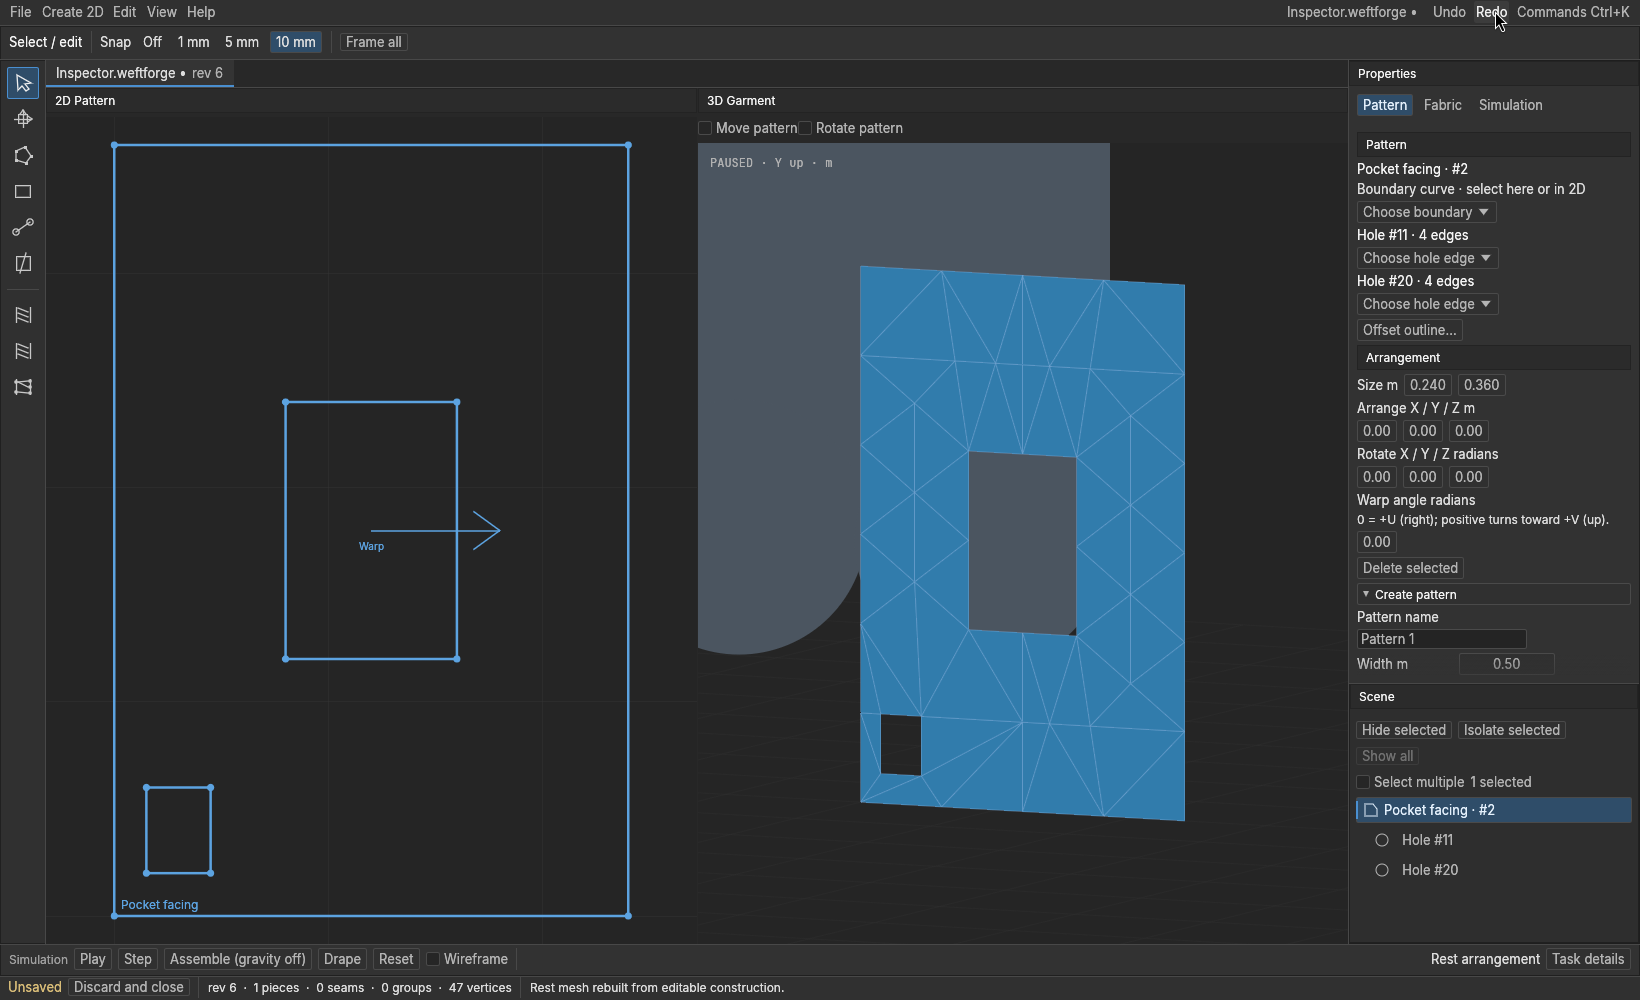 File Create 2D Edit View Help Inspector.weftforge • Undo Redo Commands Ctrl+K
Select / edit Snap Off 1 mm 5 mm 10 mm Frame all
Inspector.weftforge • rev 6
2D Pattern
Warp
Pocket facing
3D Garment
Move pattern Rotate pattern
PAUSED · Y up · m
Properties
Pattern Fabric Simulation
Pattern
Pocket facing · #2
Boundary curve · select here or in 2D
Choose boundary
Hole #11 · 4 edges
Choose hole edge
Hole #20 · 4 edges
Choose hole edge
Offset outline...
Arrangement
Size m 0.240 0.360
Arrange X / Y / Z m
0.00 0.00 0.00
Rotate X / Y / Z radians
0.00 0.00 0.00
Warp angle radians
0 = +U (right); positive turns toward +V (up).
0.00
Delete selected
Create pattern
Pattern name
Pattern 1
Width m 0.50
Scene
Hide selected Isolate selected
Show all
Select multiple 1 selected
Pocket facing · #2
Hole #11
Hole #20
Simulation Play Step Assemble (gravity off) Drape Reset Wireframe Rest arrangement Task details
Unsaved Discard and close rev 6 · 1 pieces · 0 seams · 0 groups · 47 vertices Rest mesh rebuilt from editable construction.